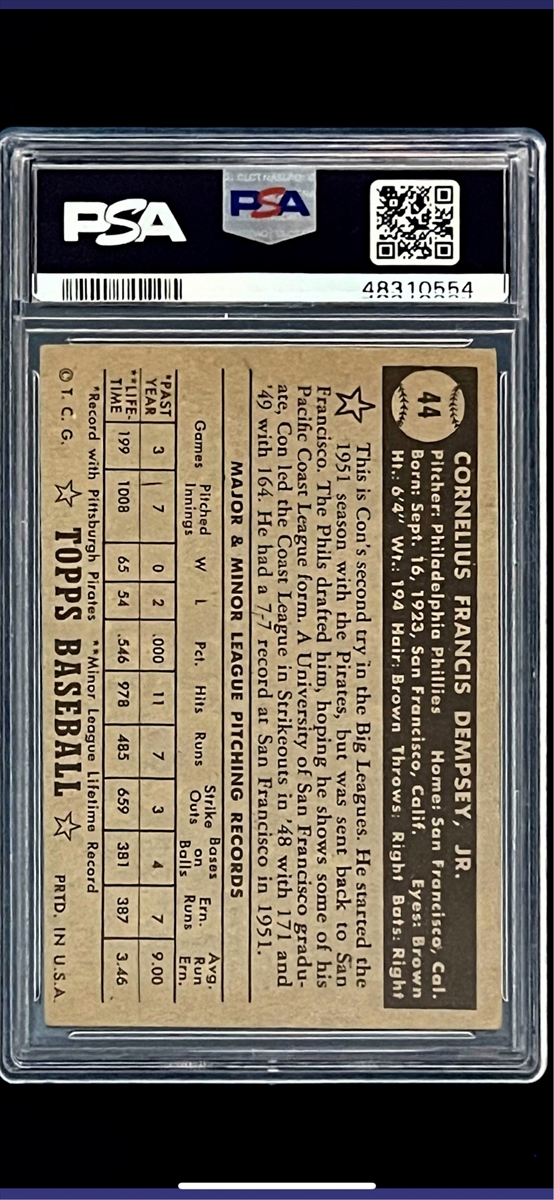 PSA
PSA
48310554
44
CORNELIUS FRANCIS DEMPSEY, JR.
Pitcher: Philadelphia Phillies Home: San Francisco, Cal.
Born: Sept. 16, 1923, San Francisco, Calif. Eyes: Brown
Ht.: 6'4" Wt.: 194 Hair: Brown Throws: Right Bats: Right
This is Con's second try in the Big Leagues. He started the
1951 season with the Pirates, but was sent back to San
Francisco. The Phils drafted him, hoping he shows some of his
Pacific Coast League form. A University of San Francisco gradu-
ate, Con led the Coast League in Strikeouts in '48 with 171 and
'49 with 164. He had a 7-7 record at San Francisco in 1951.
MAJOR & MINOR LEAGUE PITCHING RECORDS
Games Innings Pitched W L Pct. Hits Runs Strike Outs Bases on Balls Ern. Runs Avg. Run Ern.
*PAST YEAR 3 7 0 2 .000 11 7 3 4 7 9.00
**LIFE-TIME 199 1008 65 54 .546 978 485 659 381 387 3.46
*Record with Pittsburgh Pirates **Minor League Lifetime Record
© T. C. G. TOPPS BASEBALL PRTD. IN U.S.A.